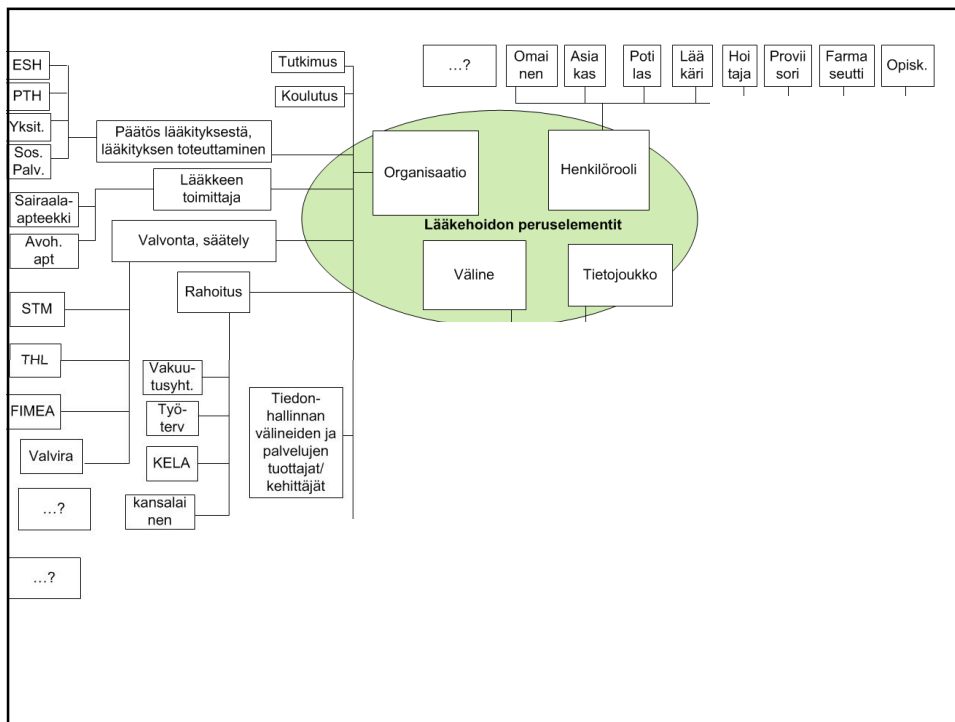 ESH
PTH
Yksit.
Sos.
Palv.
Sairaala-
apteekki
Avoh.
apt
STM
THL
FIMEA
Valvira
…?
…?
Tutkimus
Koulutus
Päätös lääkityksestä,
lääkityksen toteuttaminen
Lääkkeen
toimittaja
Valvonta, säätely
Rahoitus
Vakuu-
tusyht.
Työ-
terv
KELA
kansalai
nen
Tiedon-
hallinnan
välineiden ja
palvelujen
tuottajat/
kehittäjät
…?
Omai
nen
Asia
kas
Poti
las
Lää
käri
Hoi
taja
Provii
sori
Farma
seutti
Opisk.
Organisaatio
Henkilörooli
Lääkehoidon peruselementit
Väline
Tietojoukko